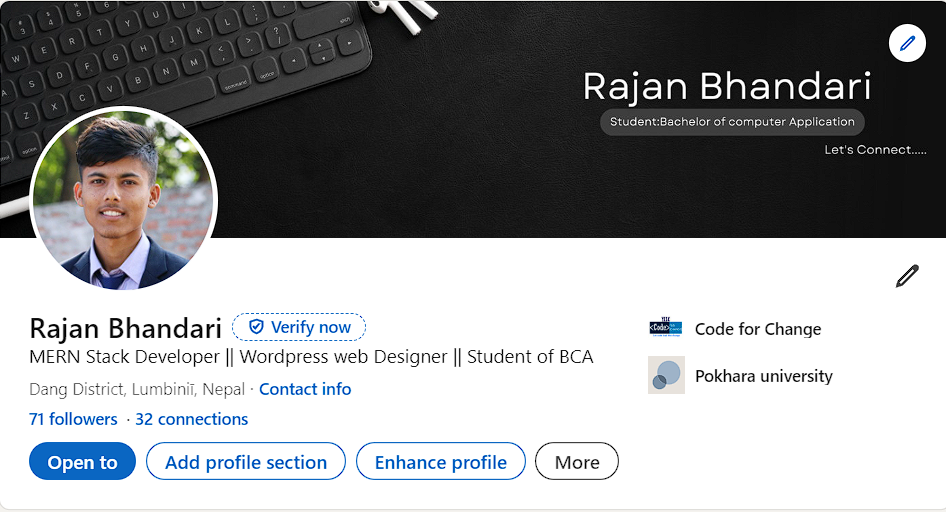 Rajan Bhandari
Student:Bachelor of computer Application
Let's Connect.....
Rajan Bhandari
Verify now
MERN Stack Developer || Wordpress web Designer || Student of BCA
Dang District, Lumbinī, Nepal · Contact info
71 followers · 32 connections
Open to
Add profile section
Enhance profile
More
<Code>
Code for Change
Pokhara university